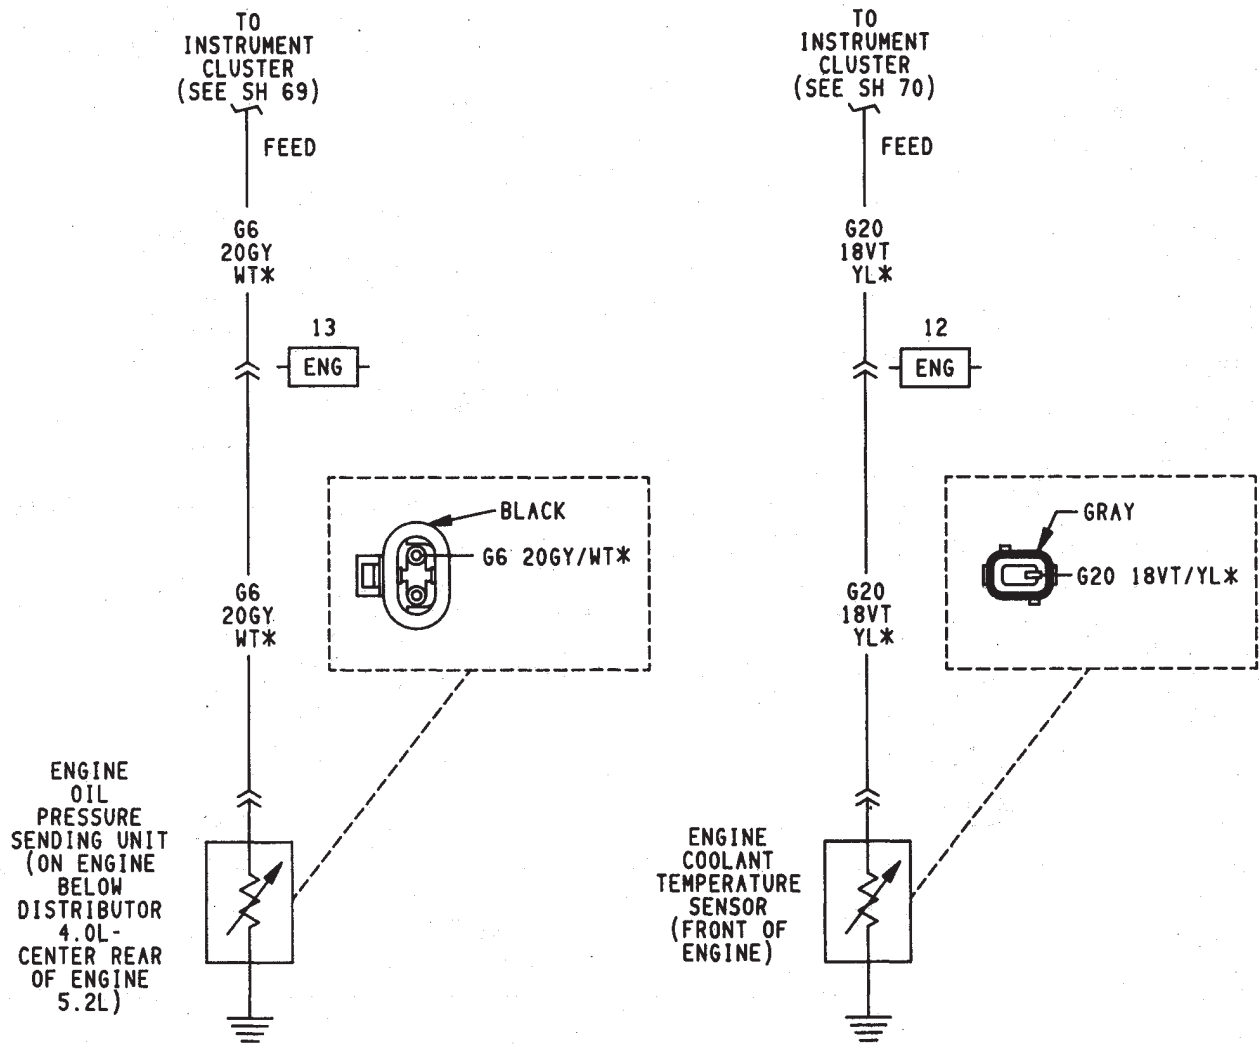 TO
INSTRUMENT
CLUSTER
(SEE SH 69)
FEED
G6
20GY
WT*
13
ENG
BLACK
G6 20GY/WT*
G6
20GY
WT*
ENGINE
OIL
PRESSURE
SENDING UNIT
(ON ENGINE
BELOW
DISTRIBUTOR
4.0L-
CENTER REAR
OF ENGINE
5.2L)
TO
INSTRUMENT
CLUSTER
(SEE SH 70)
FEED
G20
18VT
YL*
12
ENG
GRAY
G20 18VT/YL*
G20
18VT
YL*
ENGINE
COOLANT
TEMPERATURE
SENSOR
(FRONT OF
ENGINE)